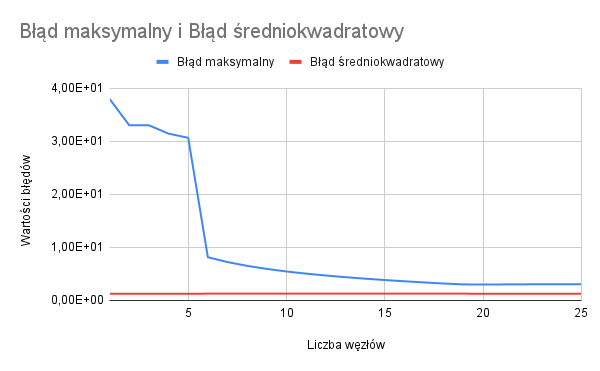 Błąd maksymalny i Błąd średniokwadratowy
Błąd maksymalny
Błąd średniokwadratowy
4,00E+01
3,00E+01
2,00E+01
1,00E+01
0,00E+00
Wartości błędów
5
10
15
20
25
Liczba węzłów